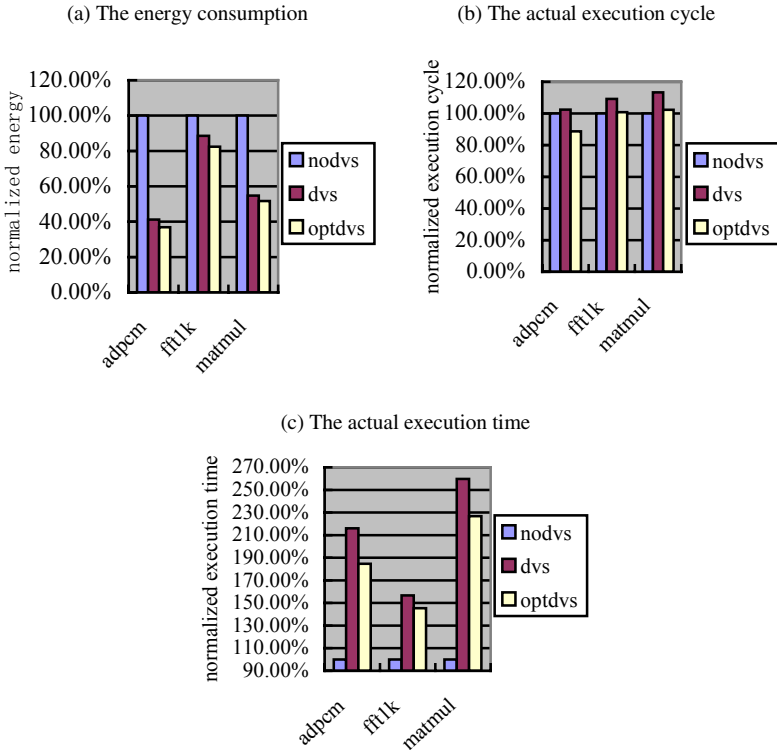 (a) The energy consumption
normalized energy
120.00%
100.00%
80.00%
60.00%
40.00%
20.00%
0.00%
adpcm
fft1k
matmul
nodvs
dvs
optdvs
(b) The actual execution cycle
normalized execution cycle
120.00%
100.00%
80.00%
60.00%
40.00%
20.00%
0.00%
adpcm
fft1k
matmul
nodvs
dvs
optdvs
(c) The actual execution time
normalized execution time
270.00%
250.00%
230.00%
210.00%
190.00%
170.00%
150.00%
130.00%
110.00%
90.00%
adpcm
fft1k
matmul
nodvs
dvs
optdvs